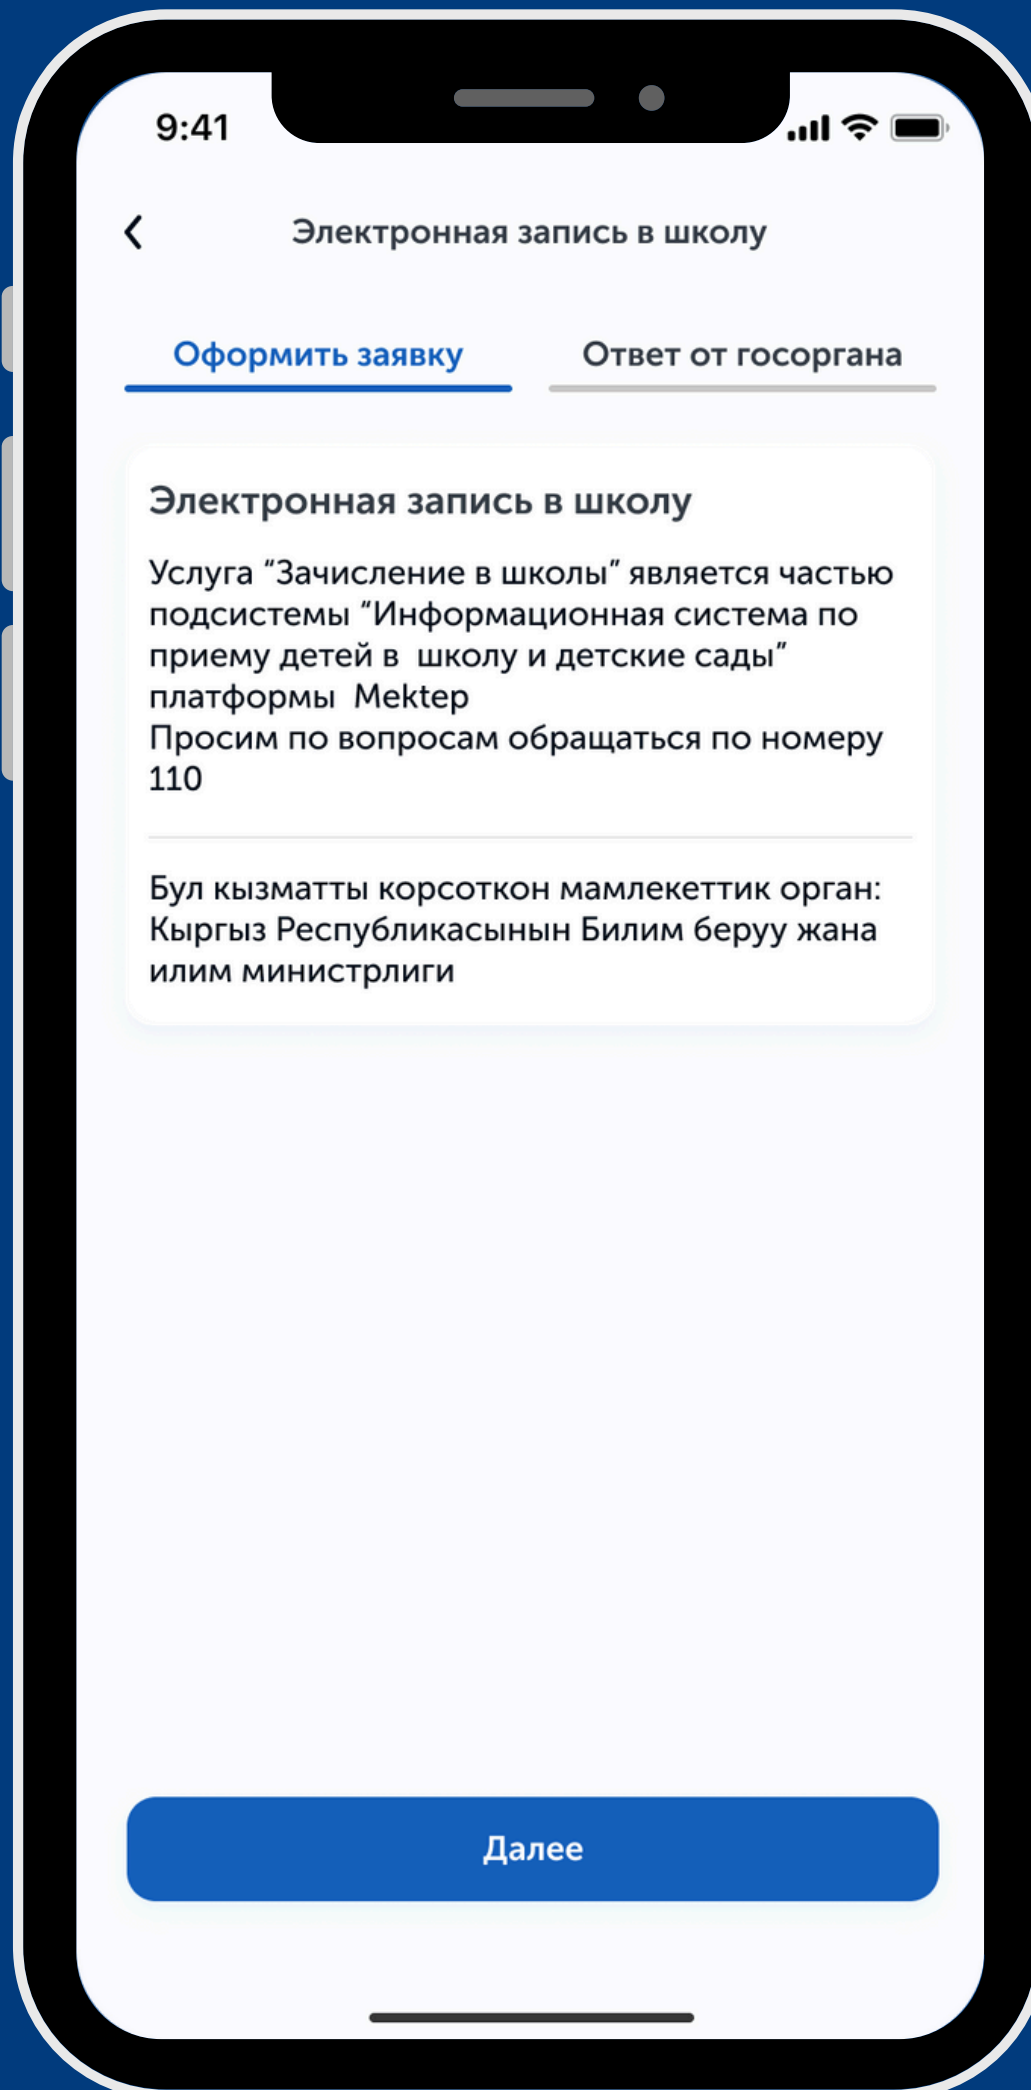 9:41
Электронная запись в школу
Оформить заявку
Ответ от госоргана
Электронная запись в школу
Услуга “Зачисление в школы” является частью
подсистемы “Информационная система по
приему детей в  школу и детские сады”
платформы  Mektep
Просим по вопросам обращаться по номеру
110
Бул кызматты корсоткон мамлекеттик орган:
Кыргыз Республикасынын Билим беруу жана
илим министрлиги
Далее